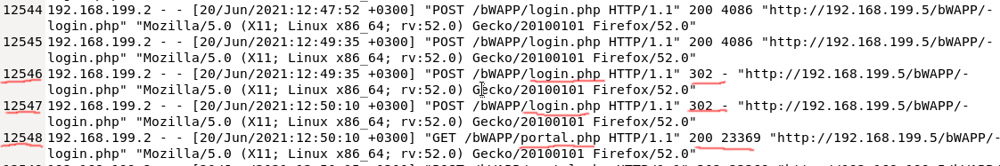 12544 192.168.199.2 - - [20/Jun/2021:12:47:52 +0300] "POST /bWAPP/login.php HTTP/1.1" 200 4086 "http://192.168.199.5/bWAPP/-
login.php" "Mozilla/5.0 (X11; Linux x86_64; rv:52.0) Gecko/20100101 Firefox/52.0"
12545 192.168.199.2 - - [20/Jun/2021:12:49:35 +0300] "POST /bWAPP/login.php HTTP/1.1" 200 4086 "http://192.168.199.5/bWAPP/-
login.php" "Mozilla/5.0 (X11; Linux x86_64; rv:52.0) Gecko/20100101 Firefox/52.0"
12546 192.168.199.2 - - [20/Jun/2021:12:49:35 +0300] "POST /bWAPP/login.php HTTP/1.1" 302 - "http://192.168.199.5/bWAPP/-
login.php" "Mozilla/5.0 (X11; Linux x86_64; rv:52.0) Gecko/20100101 Firefox/52.0"
12547 192.168.199.2 - - [20/Jun/2021:12:50:10 +0300] "POST /bWAPP/login.php HTTP/1.1" 302 - "http://192.168.199.5/bWAPP/-
login.php" "Mozilla/5.0 (X11; Linux x86_64; rv:52.0) Gecko/20100101 Firefox/52.0"
12548 192.168.199.2 - - [20/Jun/2021:12:50:10 +0300] "GET /bWAPP/portal.php HTTP/1.1" 200 23369 "http://192.168.199.5/bWAPP/-
login.php" "Mozilla/5.0 (X11; Linux x86_64; rv:52.0) Gecko/20100101 Firefox/52.0"